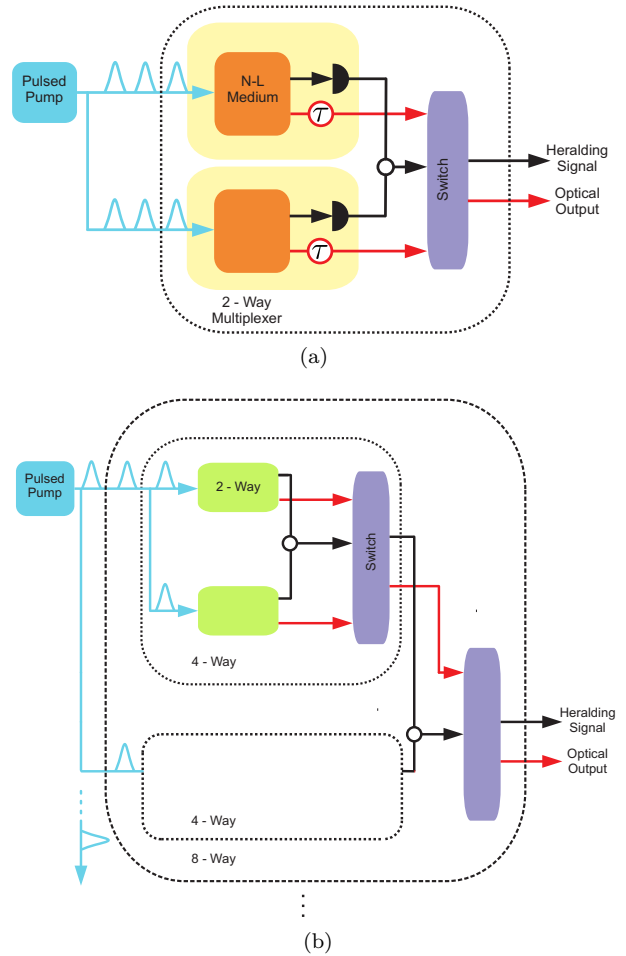 Pulsed
Pump
N-L
Medium
τ
Switch
Heralding
Signal
Optical
Output
τ
2 - Way
Multiplexer
(a)
Pulsed
Pump
2 - Way
Switch
4 - Way
Heralding
Signal
Optical
Output
4 - Way
8 - Way
(b)